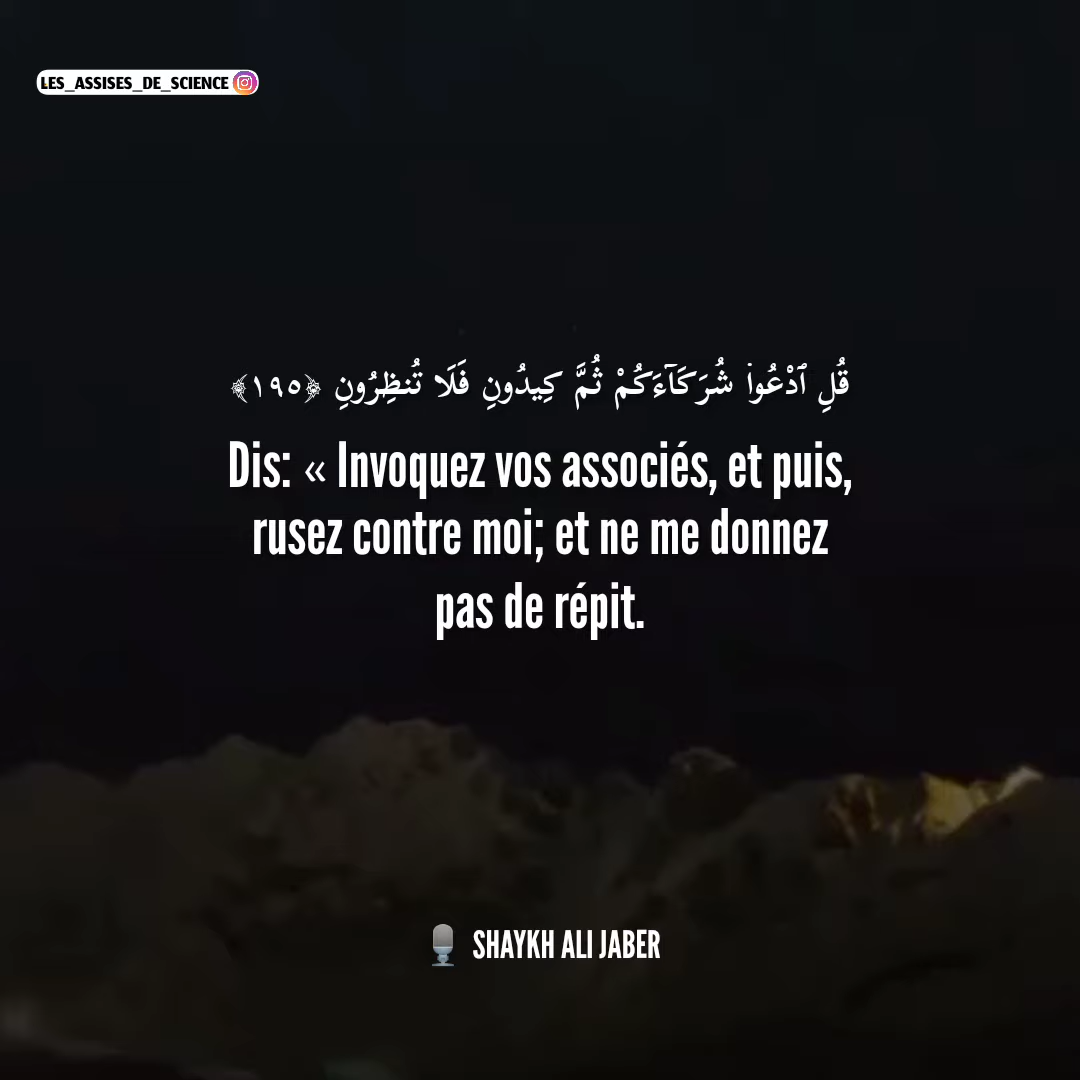 LES_ASSISES_DE_SCIENCE
قُلِ ٱدْعُوا۟ شُرَكَآءَكُمْ ثُمَّ كِيدُونِ فَلَا تُنظِرُونِ ﴿١٩٥﴾
Dis: « Invoquez vos associés, et puis,
rusez contre moi; et ne me donnez
pas de répit.
SHAYKH ALI JABER